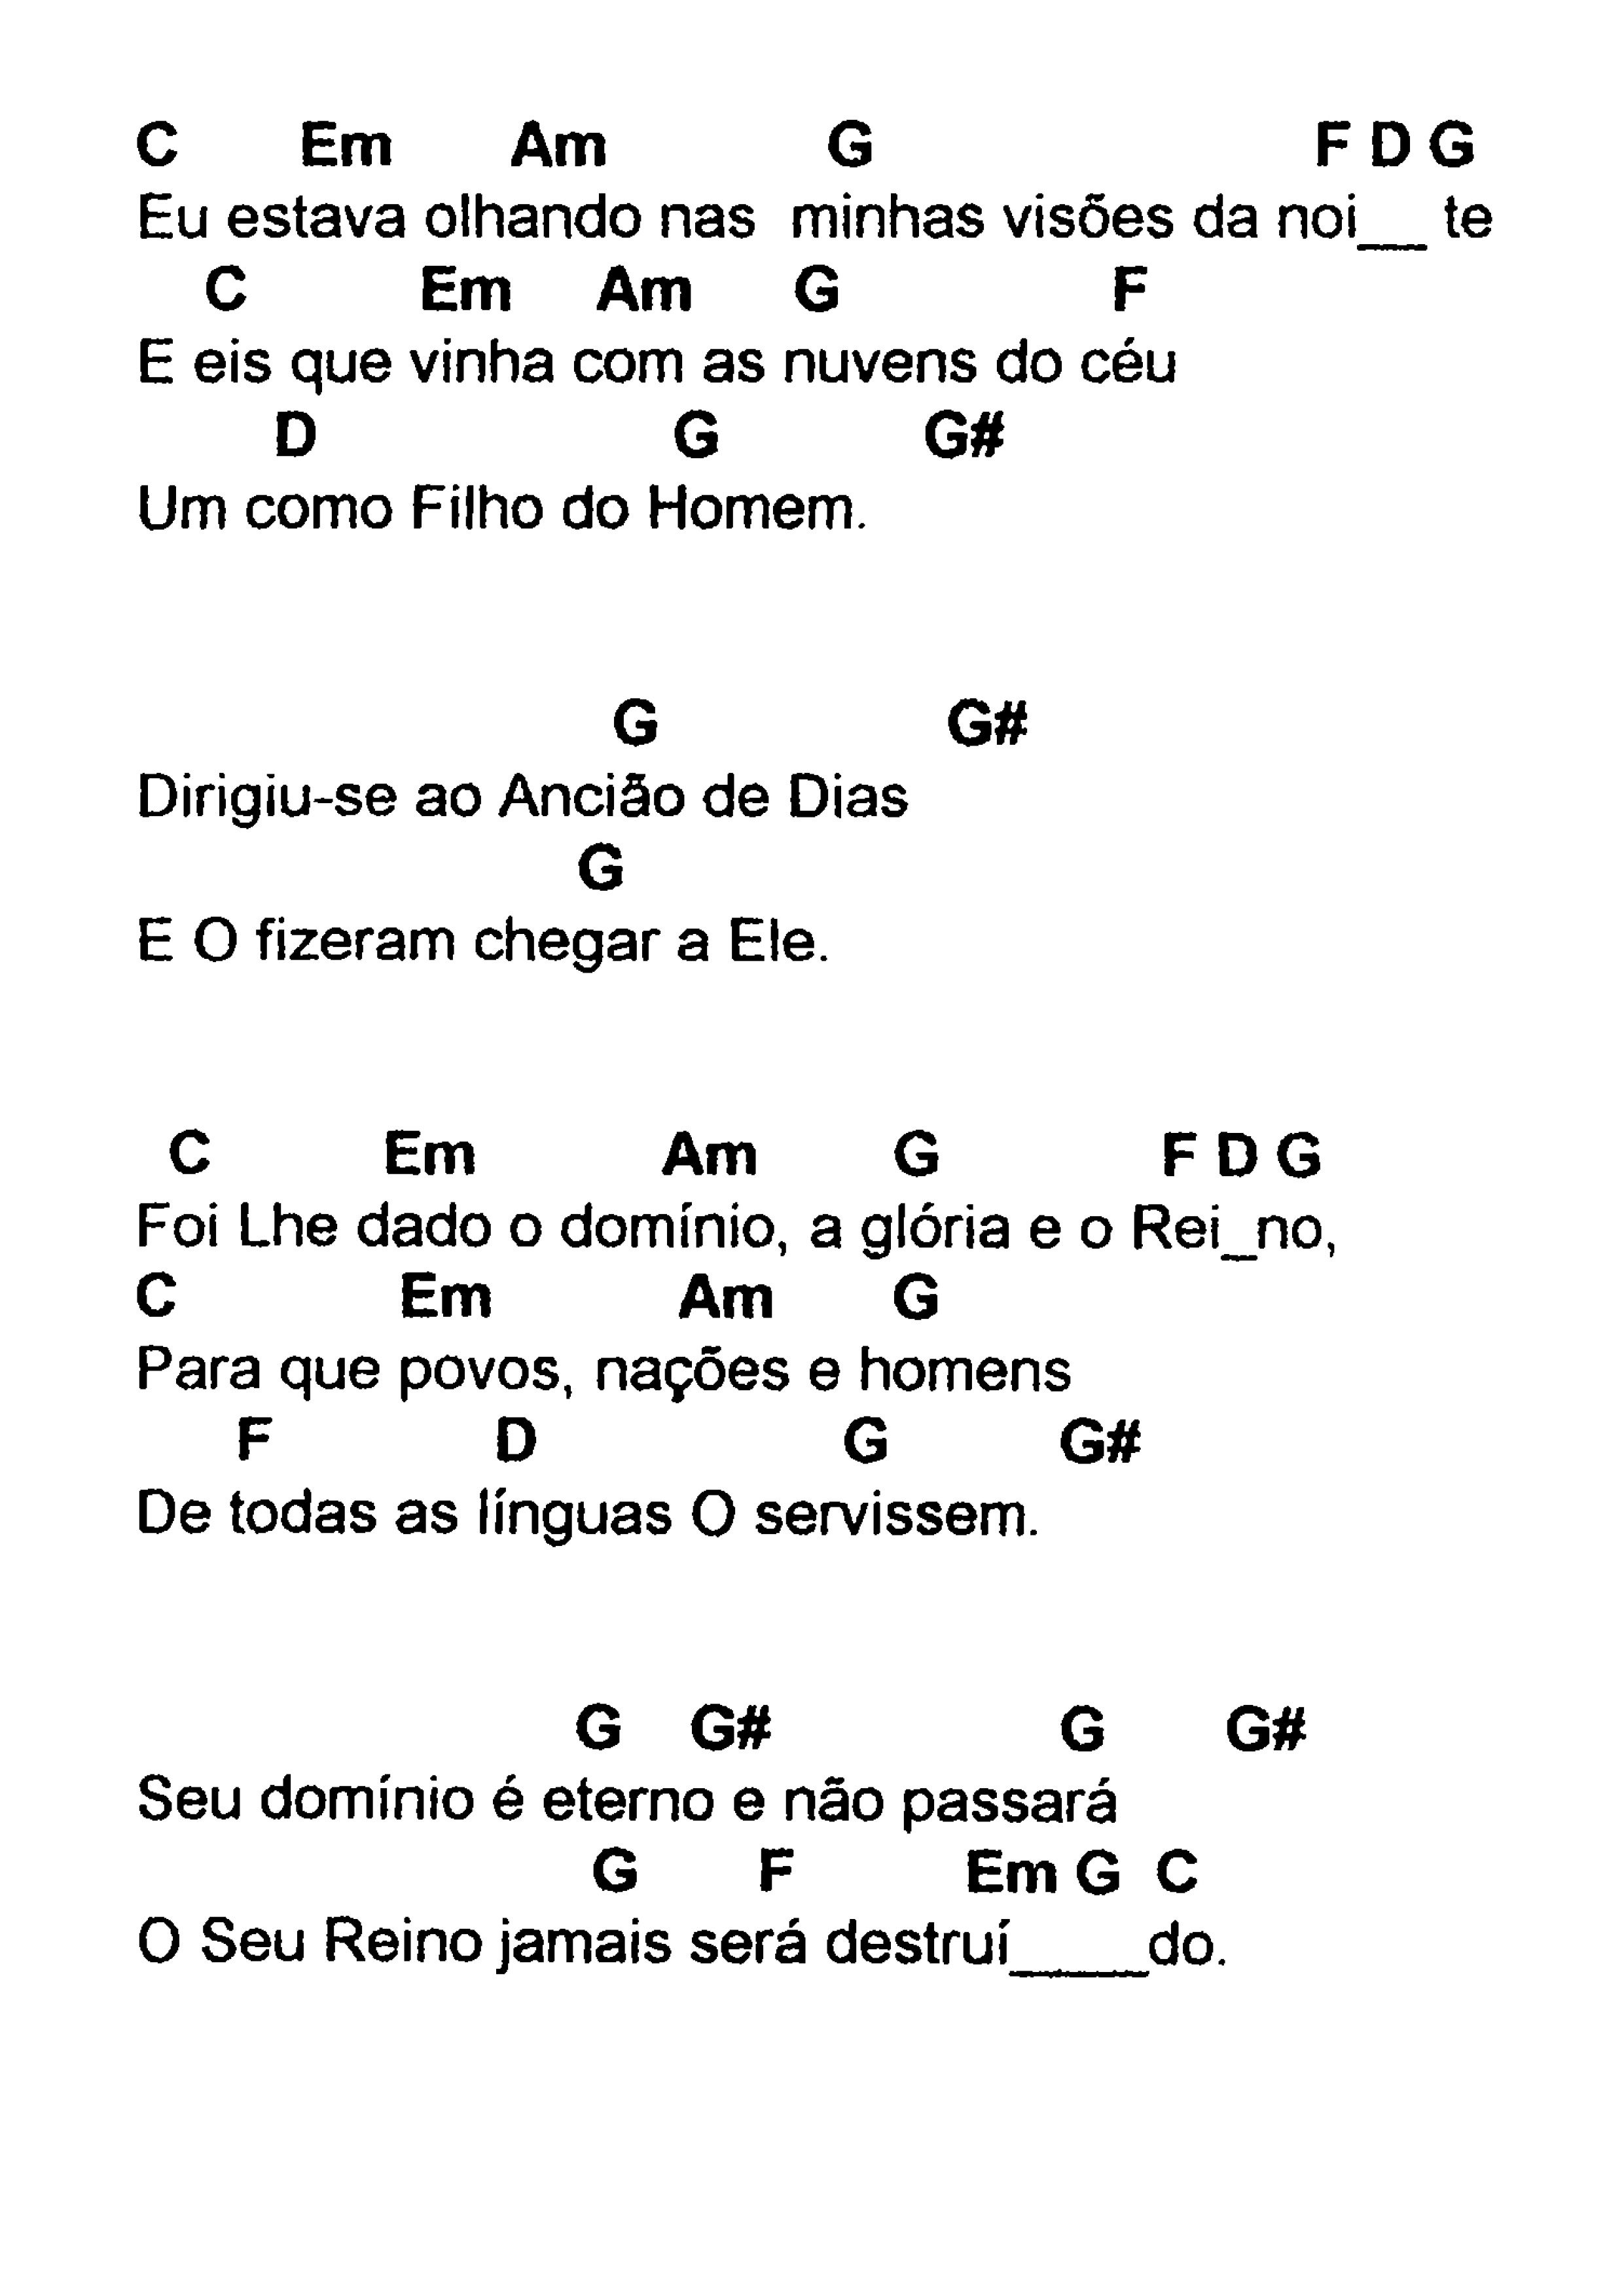 C Em Am G F D G
Eu estava olhando nas minhas visões da noi__ te
C Em Am G F
E eis que vinha com as nuvens do céu
D G G#
Um como Filho do Homem.
G G#
Dirigiu-se ao Ancião de Dias
G
E O fizeram chegar a Ele.
C Em Am G F D G
Foi Lhe dado o domínio, a glória e o Rei_no,
C Em Am G
Para que povos, nações e homens
F D G G#
De todas as línguas O servissem.
G G# G G#
Seu domínio é eterno e não passará
G F Em G C
O Seu Reino jamais será destruí____do.